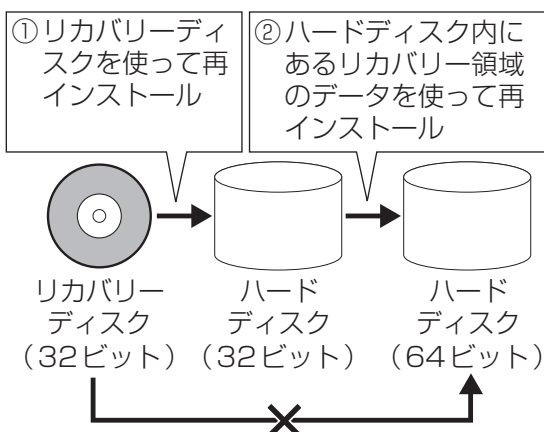 ①リカバリーディ
スクを使って再
インストール
②ハードディスク内に
あるリカバリー領域
のデータを使って再
インストール
リカバリー
ディスク
（32ビット）
ハード
ディスク
（32ビット）
ハード
ディスク
（64ビット）